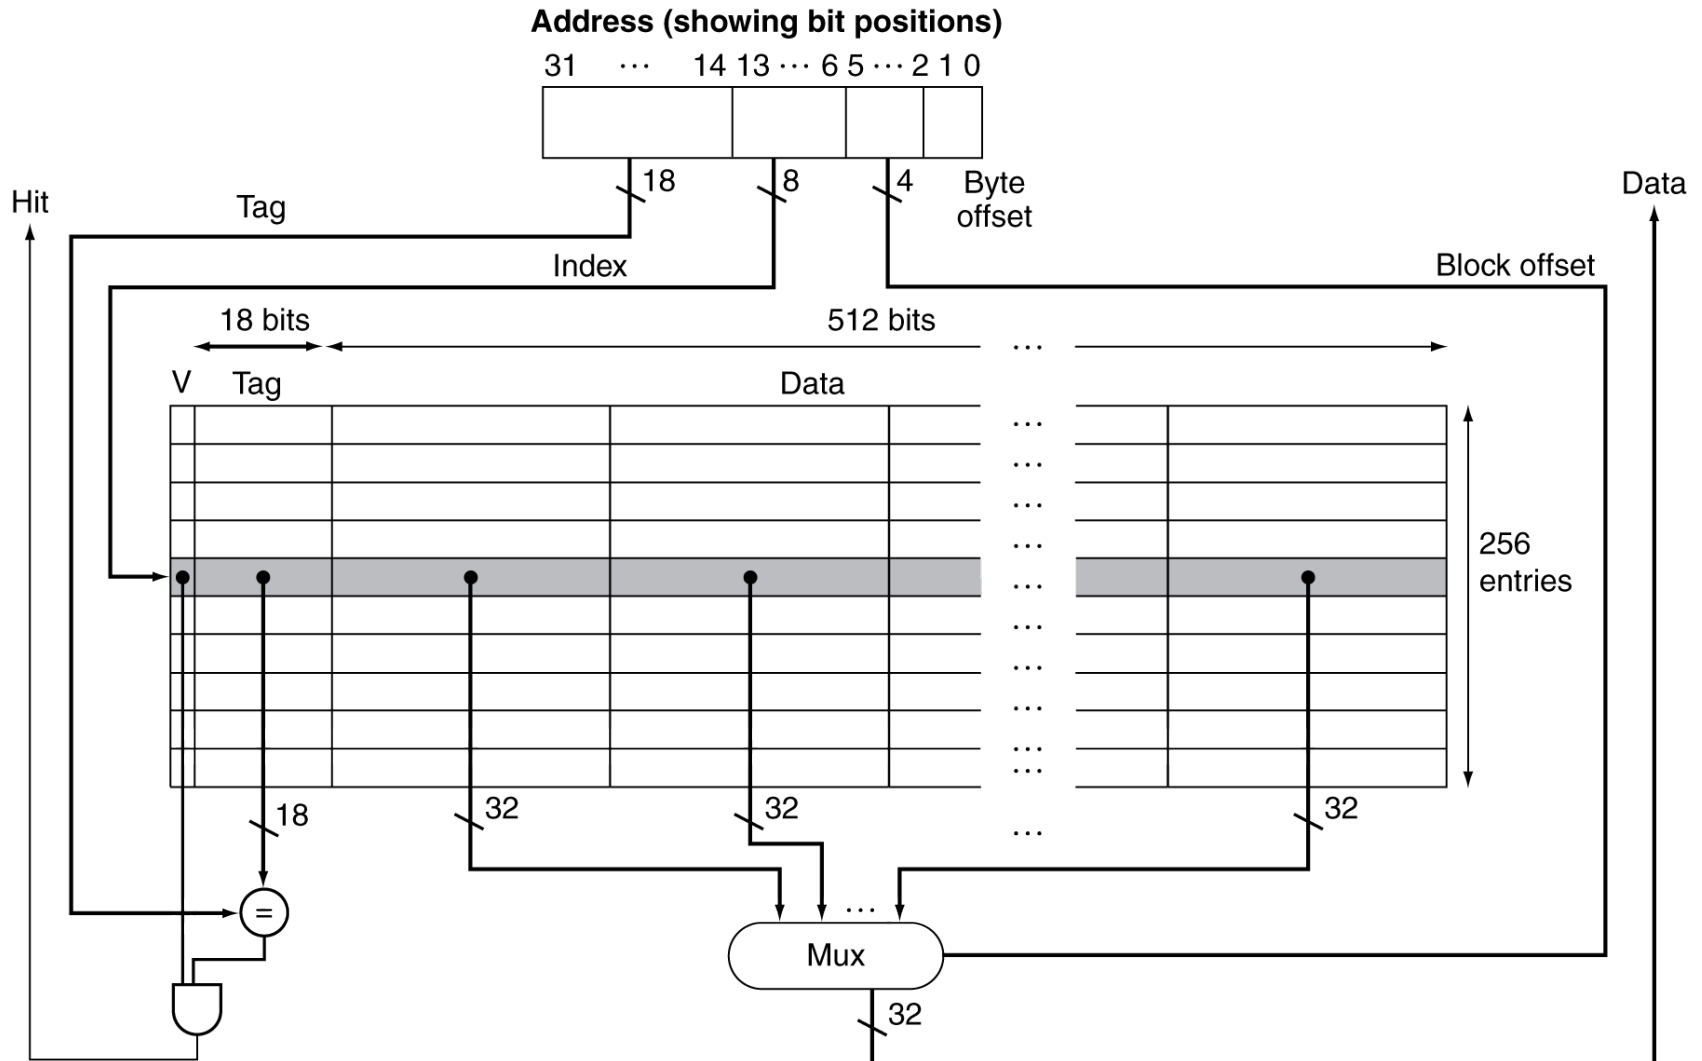 Address (showing bit positions)
31 ... 14 13 ... 6 5 ... 2 1 0
18
8
4
Byte
offset
Hit
Tag
Data
Index
Block offset
18 bits
512 bits
...
V
Tag
Data
...
...
...
...
...
...
...
...
...
...
256
entries
18
32
32
...
32
=
...
Mux
32